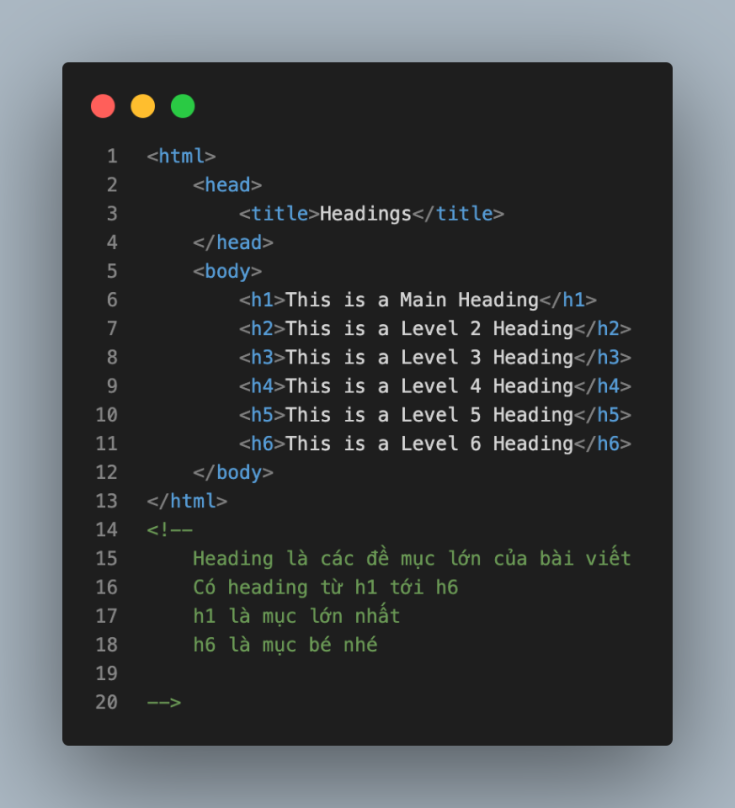 1 <html>
2     <head>
3         <title>Headings</title>
4     </head>
5     <body>
6         <h1>This is a Main Heading</h1>
7         <h2>This is a Level 2 Heading</h2>
8         <h3>This is a Level 3 Heading</h3>
9         <h4>This is a Level 4 Heading</h4>
10         <h5>This is a Level 5 Heading</h5>
11         <h6>This is a Level 6 Heading</h6>
12     </body>
13 </html>
14 <!--
15     Heading là các đề mục lớn của bài viết
16     Có heading từ h1 tới h6
17     h1 là mục lớn nhất
18     h6 là mục bé nhé
19
20 -->